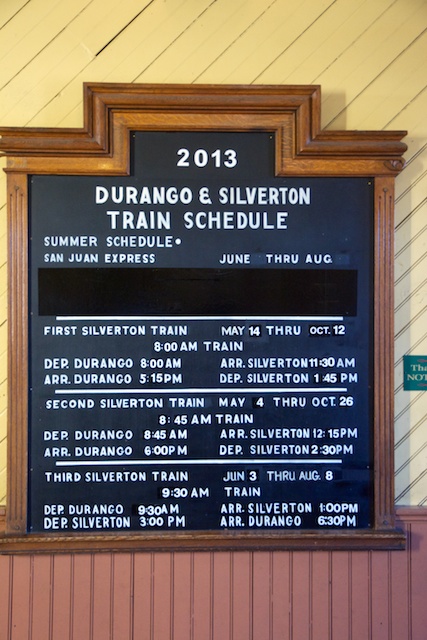 2013
DURANGO & SILVERTON
TRAIN SCHEDULE
SUMMER SCHEDULE•
SAN JUAN EXPRESS JUNE THRU AUG
FIRST SILVERTON TRAIN MAY 14 THRU OCT. 12
8:00 AM TRAIN
DEP. DURANGO 8:00 AM ARR. SILVERTON 11:30 AM
ARR. DURANGO 5:15 PM DEP. SILVERTON 1:45 PM
SECOND SILVERTON TRAIN MAY 4 THRU OCT. 26
8:45 AM TRAIN
DEP. DURANGO 8:45 AM ARR. SILVERTON 12:15 PM
ARR. DURANGO 6:00 PM DEP. SILVERTON 2:30 PM
THIRD SILVERTON TRAIN JUN 3 THRU AUG. 8
9:30 AM TRAIN
DEP. DURANGO 9:30 AM ARR. SILVERTON 1:00 PM
DEP. SILVERTON 3:00 PM ARR. DURANGO 6:30 PM